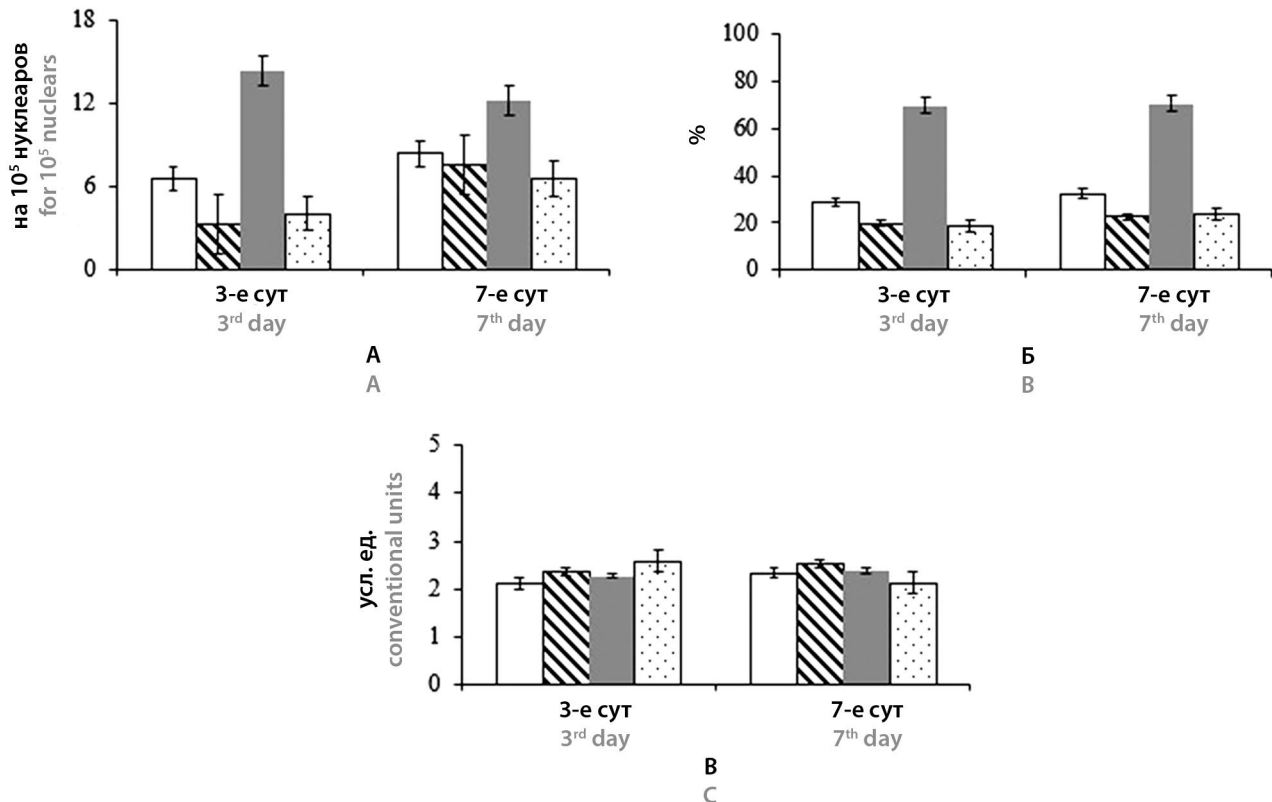 18
12
6
0
на 10⁵ нуклеаров
for 10⁵ nuclears
3-е сут
3rd day
7-е сут
7th day
А
A
100
80
60
40
20
0
%
3-е сут
3rd day
7-е сут
7th day
Б
B
5
4
3
2
1
0
усл. ед.
conventional units
3-е сут
3rd day
7-е сут
7th day
В
C